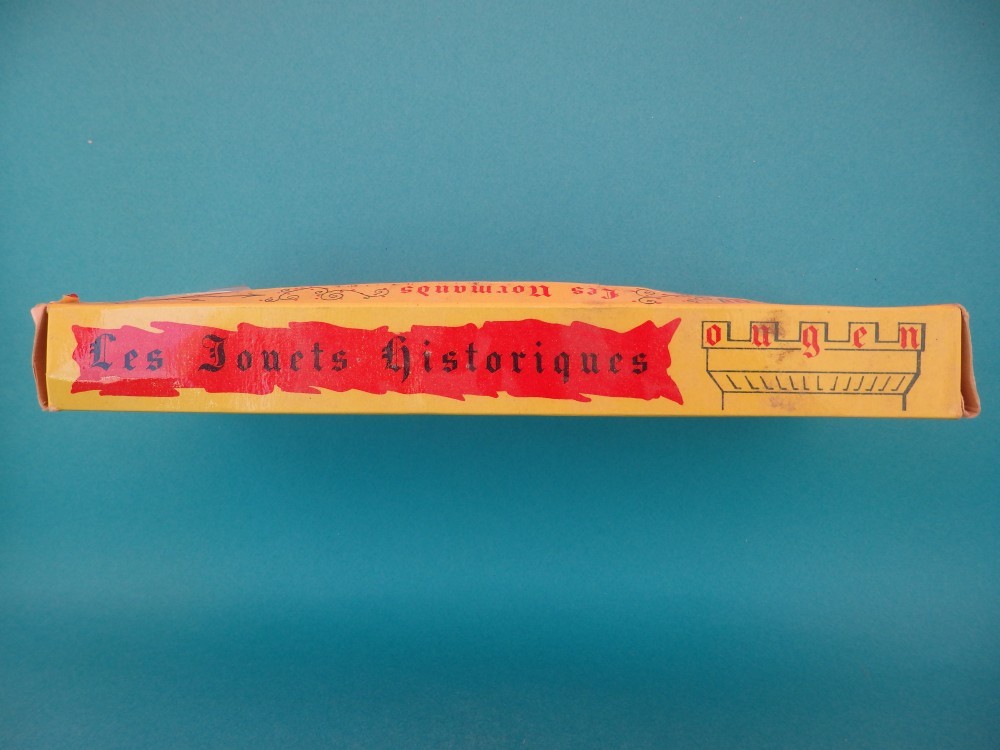 Les Normands
Les Jouets Historiques
ougen